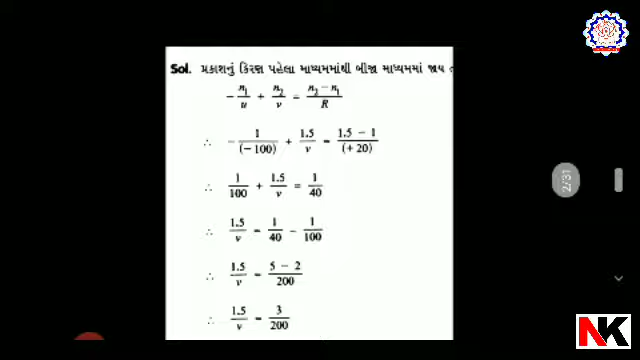 Sol. પ્રકાશનું કિરણ પહેલા માધ્યમમાંથી બીજા માધ્યમમાં જાય
-n₁/u + n₂/v = (n₂ - n₁)/R
∴ -1/(-100) + 1.5/v = (1.5 - 1)/(+20)
∴ 1/100 + 1.5/v = 1/40
∴ 1.5/v = 1/40 - 1/100
∴ 1.5/v = (5 - 2)/200
∴ 1.5/v = 3/200
2/31
NK